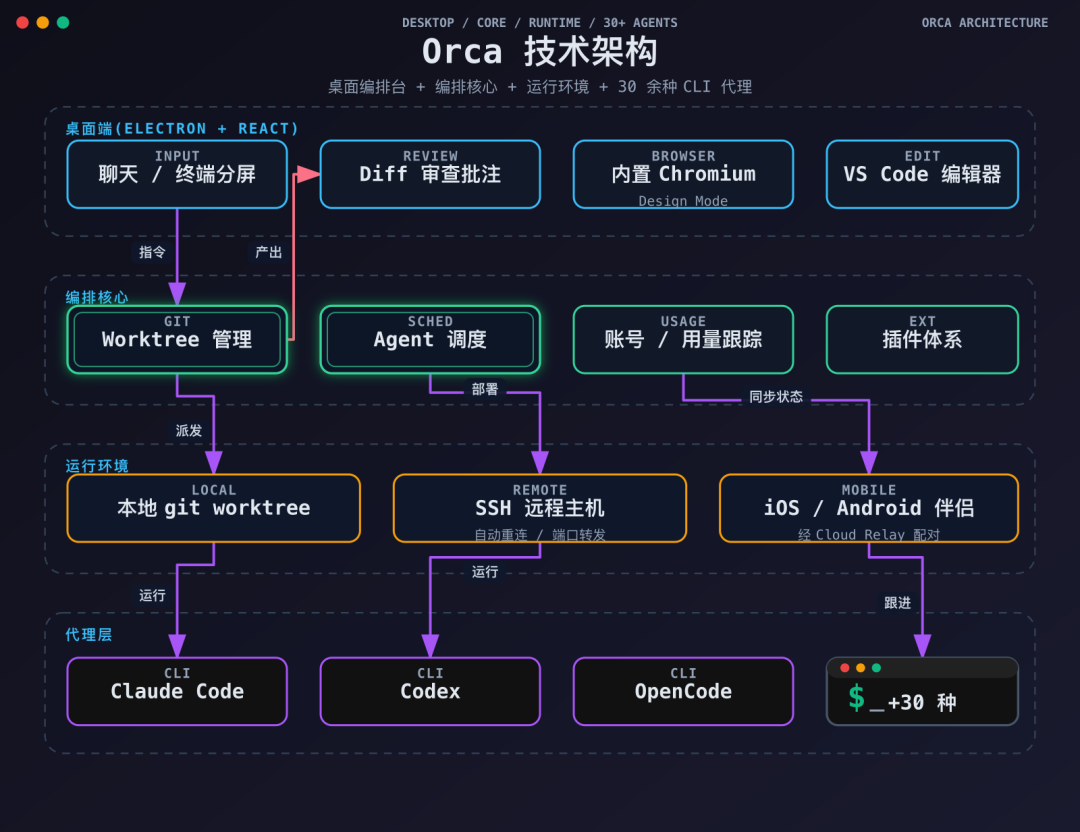 DESKTOP / CORE / RUNTIME / 30+ AGENTS
ORCA ARCHITECTURE
Orca 技术架构
桌面编排台 + 编排核心 + 运行环境 + 30 余种 CLI 代理
桌面端(ELECTRON + REACT)
INPUT
聊天 / 终端分屏
REVIEW
Diff 审查批注
BROWSER
内置 Chromium
Design Mode
EDIT
VS Code 编辑器
指令
产出
编排核心
GIT
Worktree 管理
SCHED
Agent 调度
USAGE
账号 / 用量跟踪
EXT
插件体系
派发
部署
同步状态
运行环境
LOCAL
本地 git worktree
REMOTE
SSH 远程主机
自动重连 / 端口转发
MOBILE
iOS / Android 伴侣
经 Cloud Relay 配对
运行
运行
跟进
代理层
CLI
Claude Code
CLI
Codex
CLI
OpenCode
$_+30 种